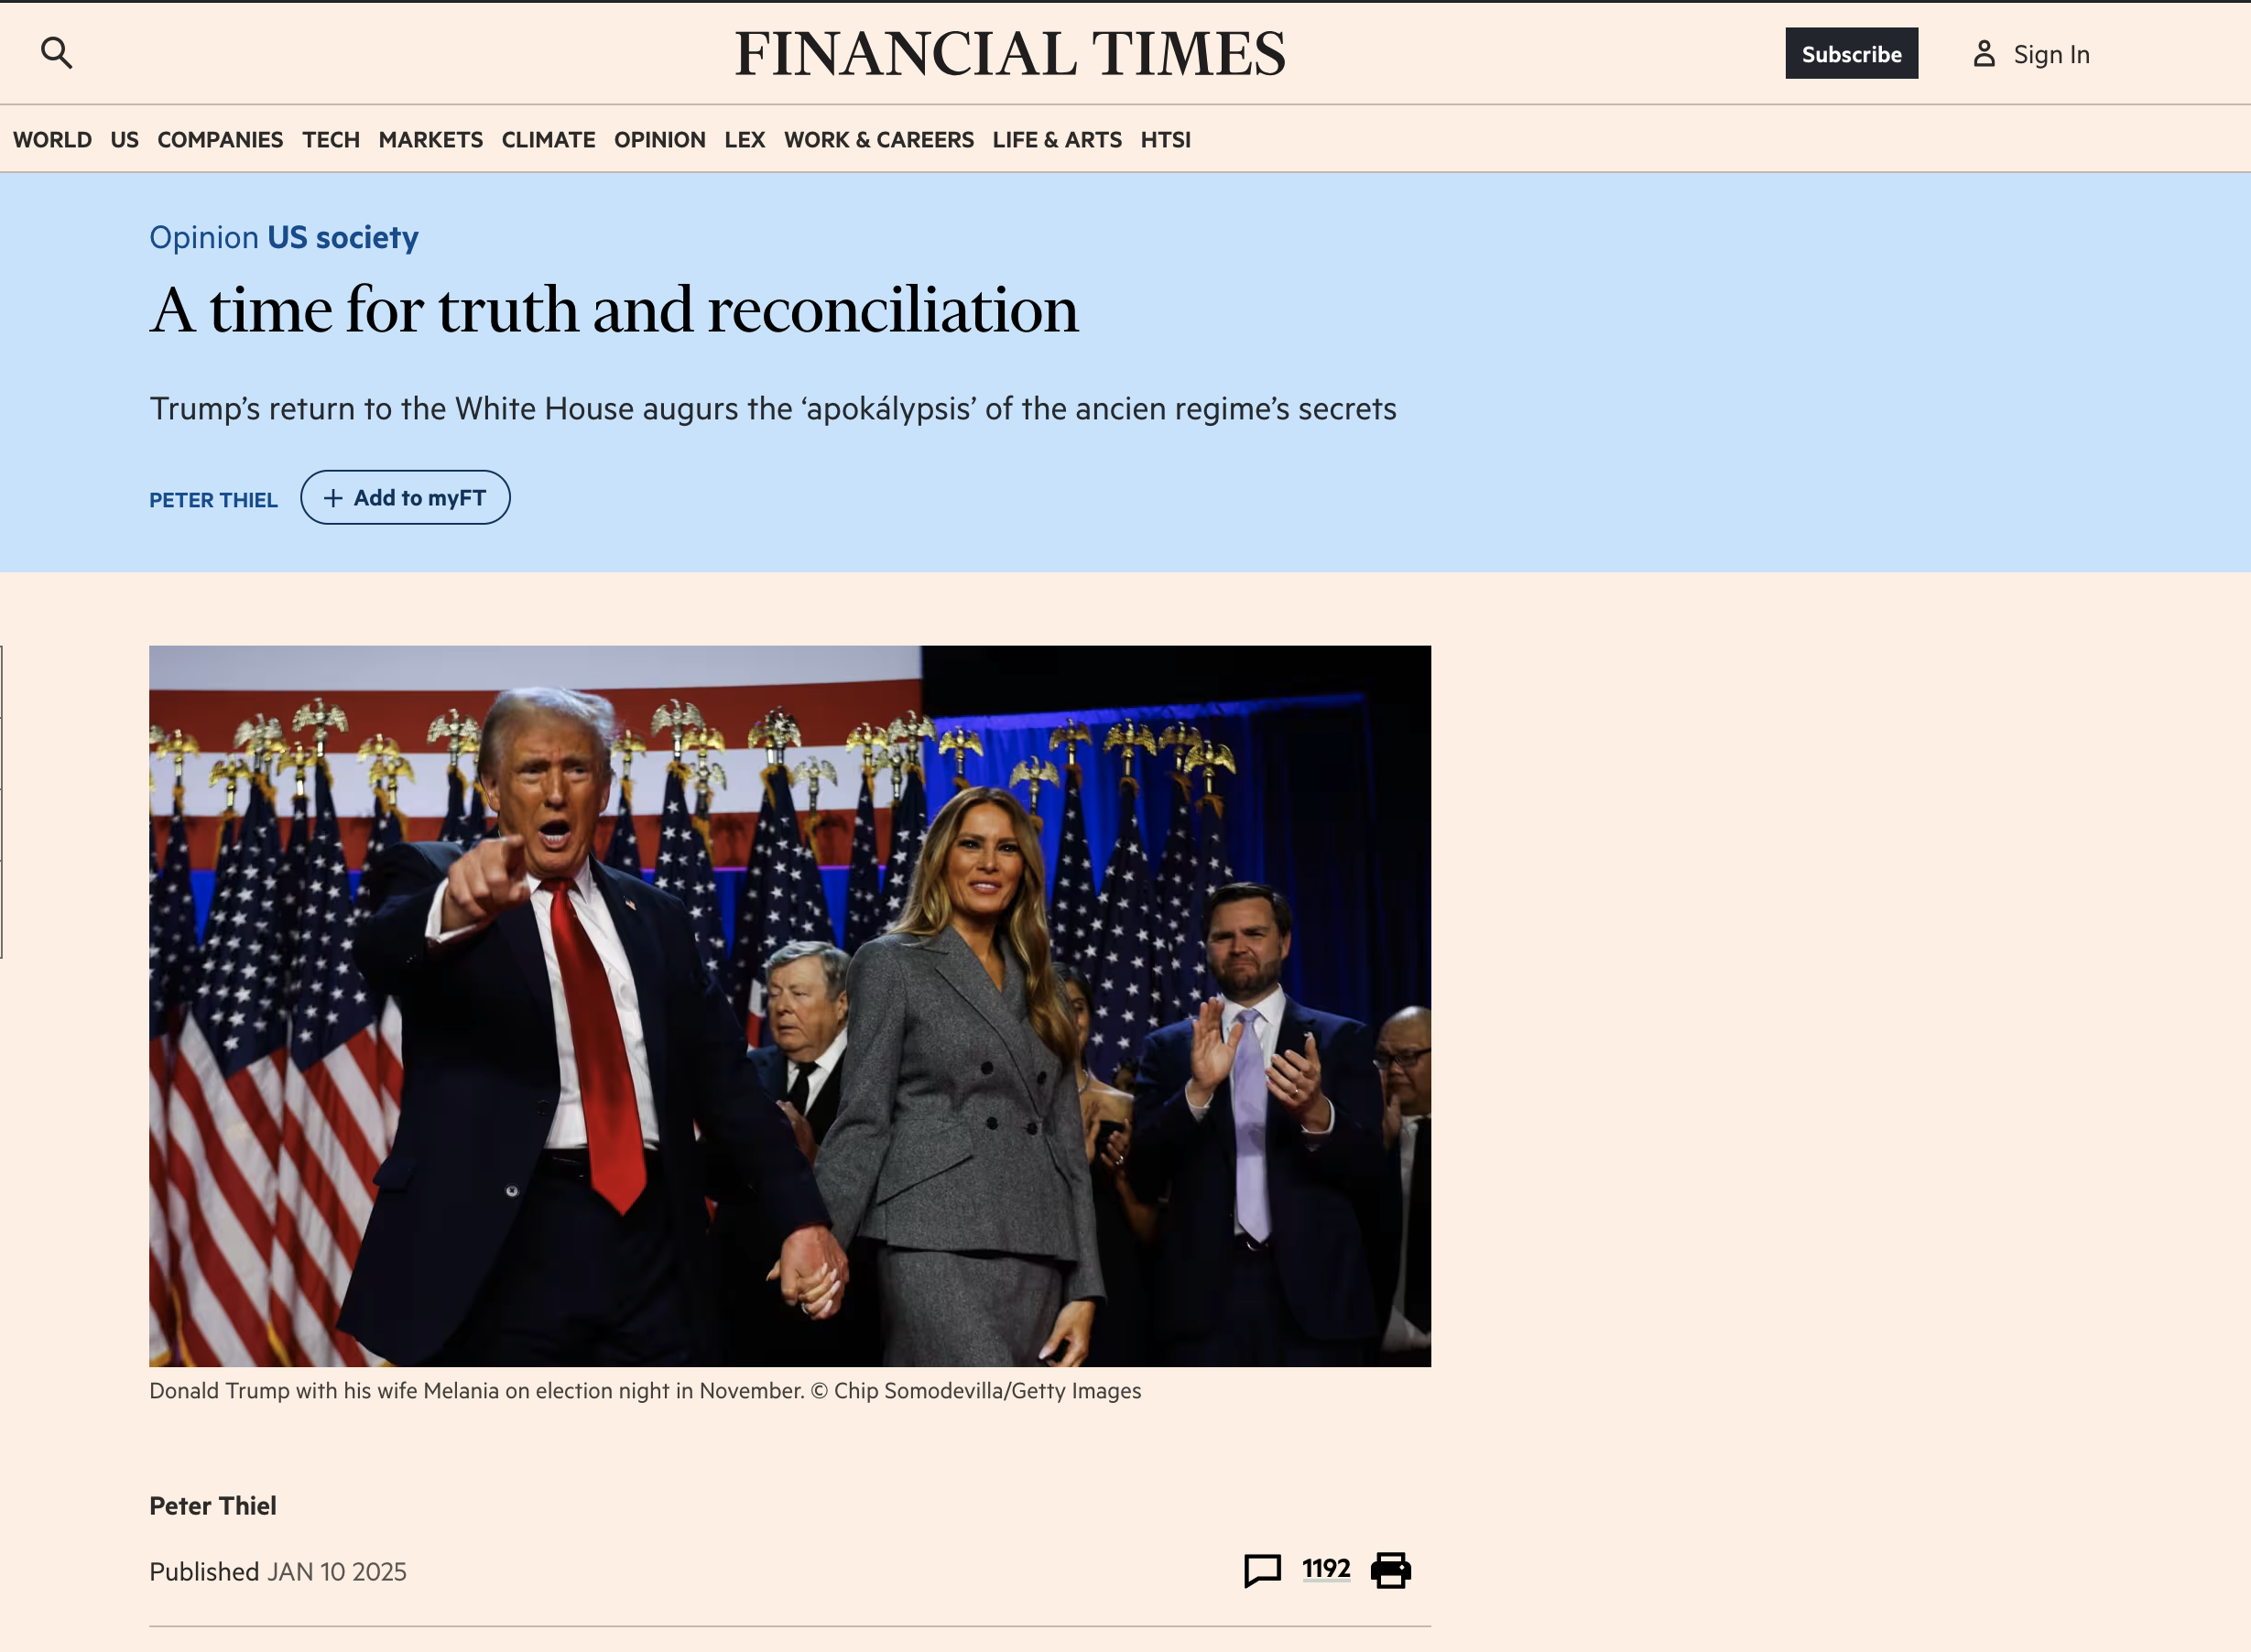 FINANCIAL TIMES
Subscribe
Sign In
WORLD US COMPANIES TECH MARKETS CLIMATE OPINION LEX WORK & CAREERS LIFE & ARTS HTSI
Opinion US society
A time for truth and reconciliation
Trump’s return to the White House augurs the ‘apokálypsis’ of the ancien regime’s secrets
PETER THIEL
+ Add to myFT
Donald Trump with his wife Melania on election night in November. © Chip Somodevilla/Getty Images
Peter Thiel
Published JAN 10 2025
1192